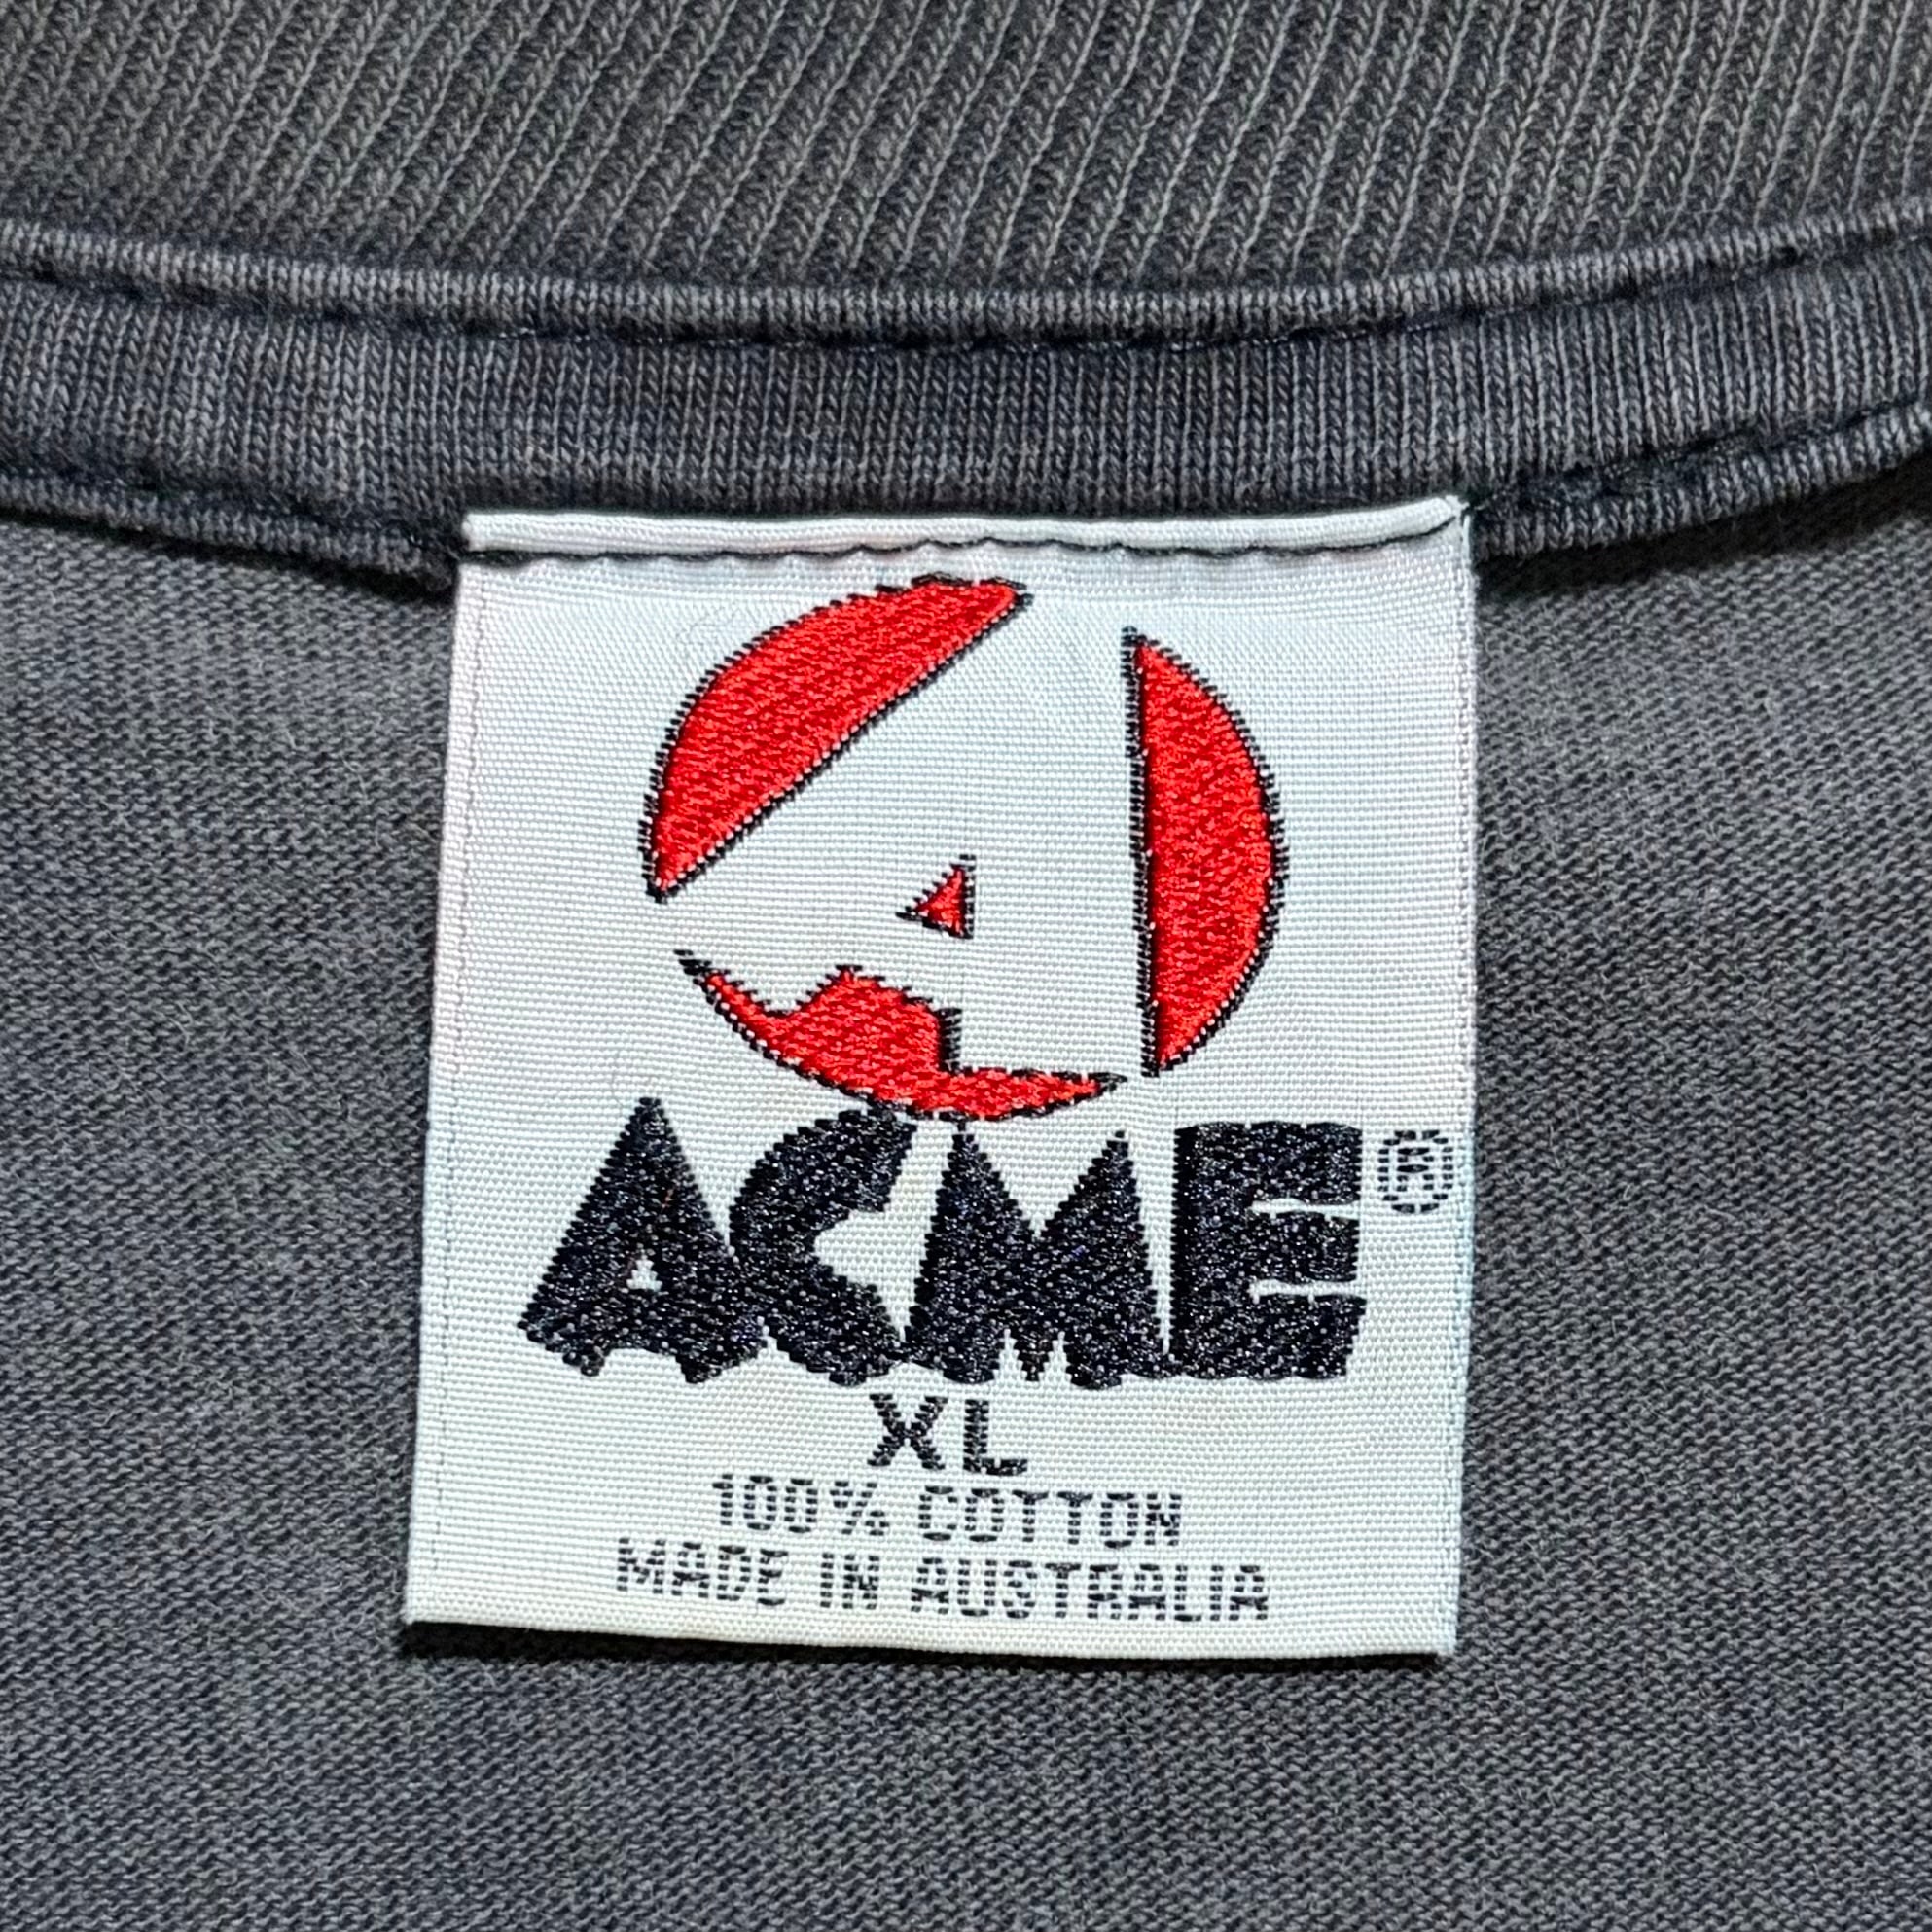 A
ACME®
XL
100% COTTON
MADE IN AUSTRALIA